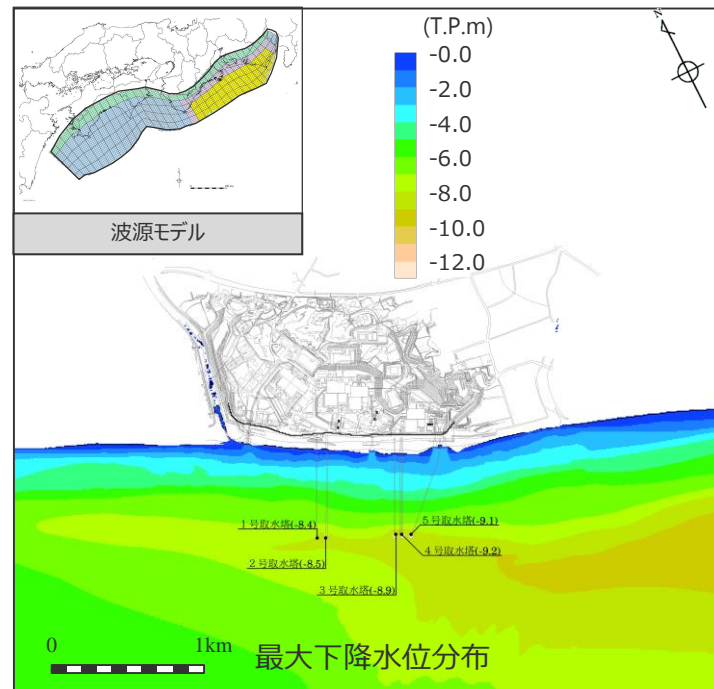 (T.P.m)
-0.0
-2.0
-4.0
-6.0
-8.0
-10.0
-12.0
N
波源モデル
1号取水塔(-8.4)
2号取水塔(-8.5)
3号取水塔(-8.9)
4号取水塔(-9.2)
5号取水塔(-9.1)
0 1km
最大下降水位分布